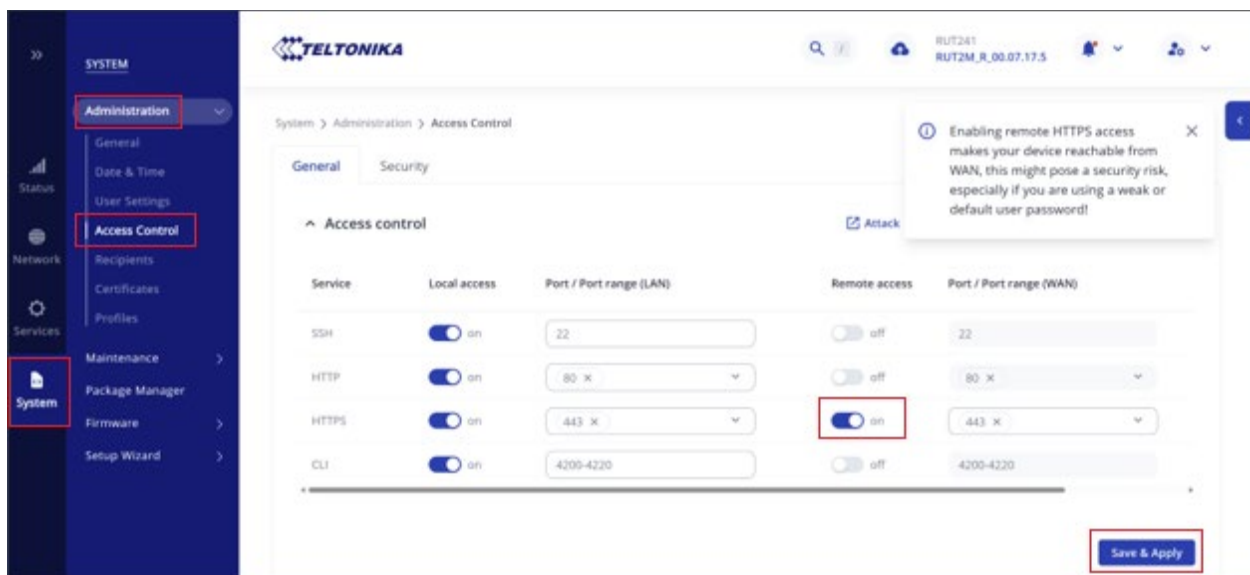 SYSTEM
Administration
General
Date & Time
User Settings
Access Control
Recipients
Certificates
Profiles
Maintenance
Package Manager
Firmware
Setup Wizard
Status
Network
Services
System
TELTONIKA
/
RUT241
RUT2M_R_00.07.17.5
System > Administration > Access Control
General Security
Enabling remote HTTPS access
makes your device reachable from
WAN, this might pose a security risk,
especially if you are using a weak or
default user password!
Access control
Attack
Service Local access Port / Port range (LAN) Remote access Port / Port range (WAN)
SSH on 22 off 22
HTTP on 80 off 80
HTTPS on 443 on 443
CLI on 4200-4220 off 4200-4220
Save & Apply